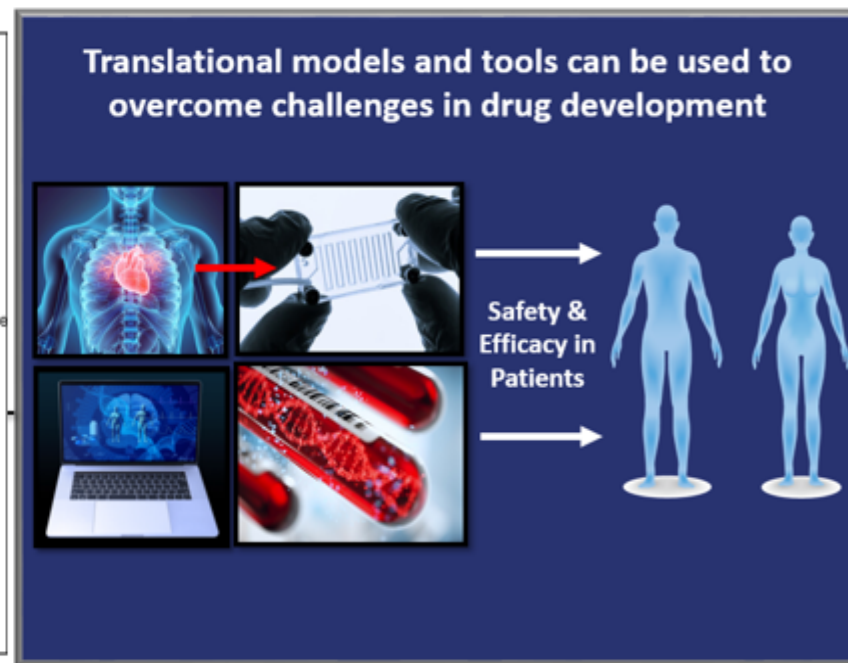 Translational models and tools can be used to
overcome challenges in drug development
Safety &
Efficacy in
Patients